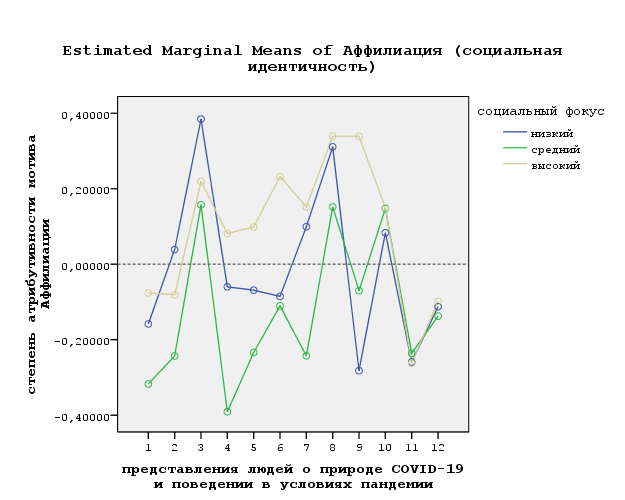 Estimated Marginal Means of Аффилиация (социальная
идентичность)
социальный фокус
низкий
средний
высокий
степень атрибутивности мотива
Аффилиации
0,40000
0,20000
0,00000
-0,20000
-0,40000
1 2 3 4 5 6 7 8 9 10 11 12
представления людей о природе COVID-19
и поведении в условиях пандемии